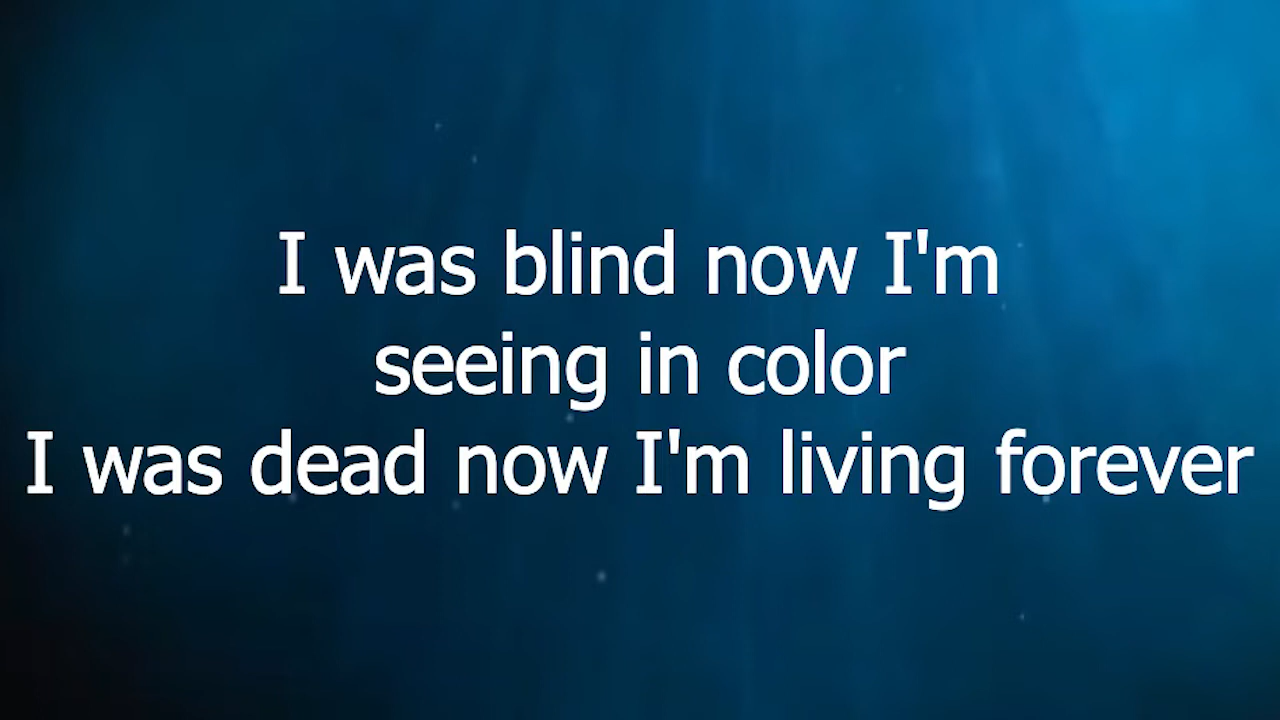 I was blind now I'm
seeing in color
I was dead now I'm living forever